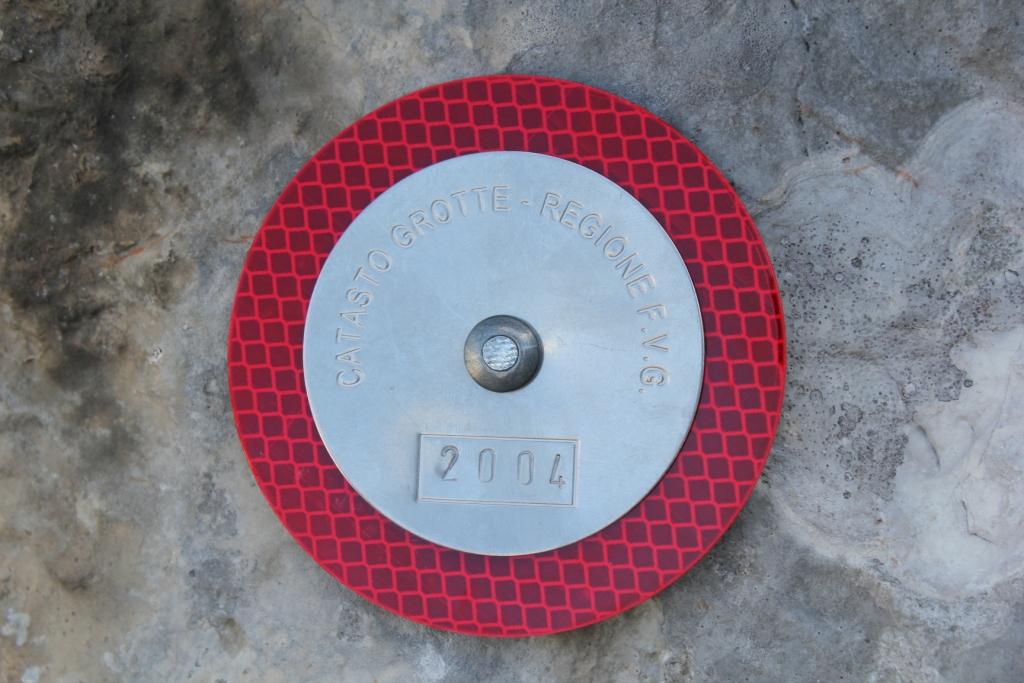 CATASTO GROTTE - REGIONE F.V.G.
2004